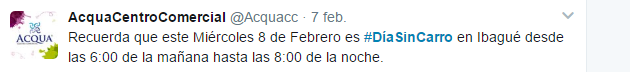 AcquaCentroComercial @Acquacc · 7 feb.
Recuerda que este Miércoles 8 de Febrero es #DíaSinCarro en Ibagué desde
las 6:00 de la mañana hasta las 8:00 de la noche.
ACQUA